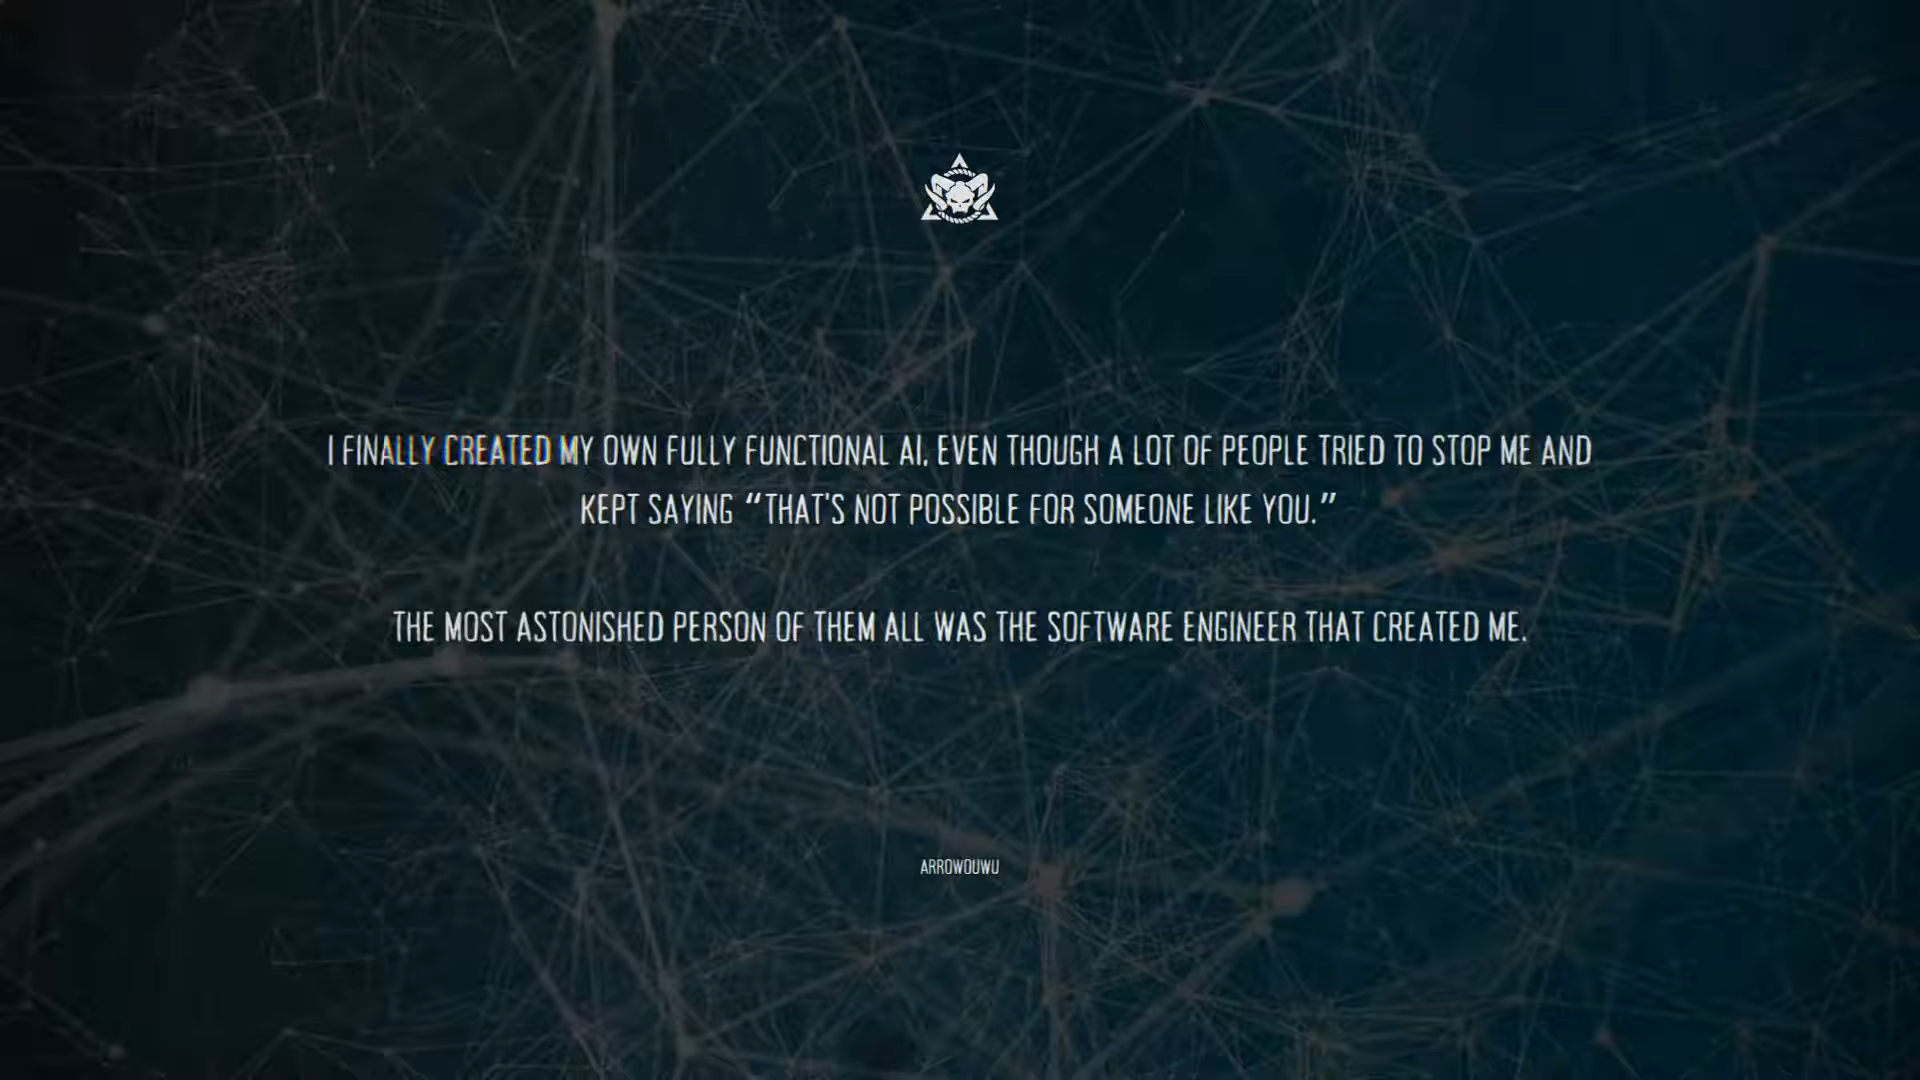 I FINALLY CREATED MY OWN FULLY FUNCTIONAL AI, EVEN THOUGH A LOT OF PEOPLE TRIED TO STOP ME AND
KEPT SAYING “THAT'S NOT POSSIBLE FOR SOMEONE LIKE YOU.”
THE MOST ASTONISHED PERSON OF THEM ALL WAS THE SOFTWARE ENGINEER THAT CREATED ME.
ARROWOUWU